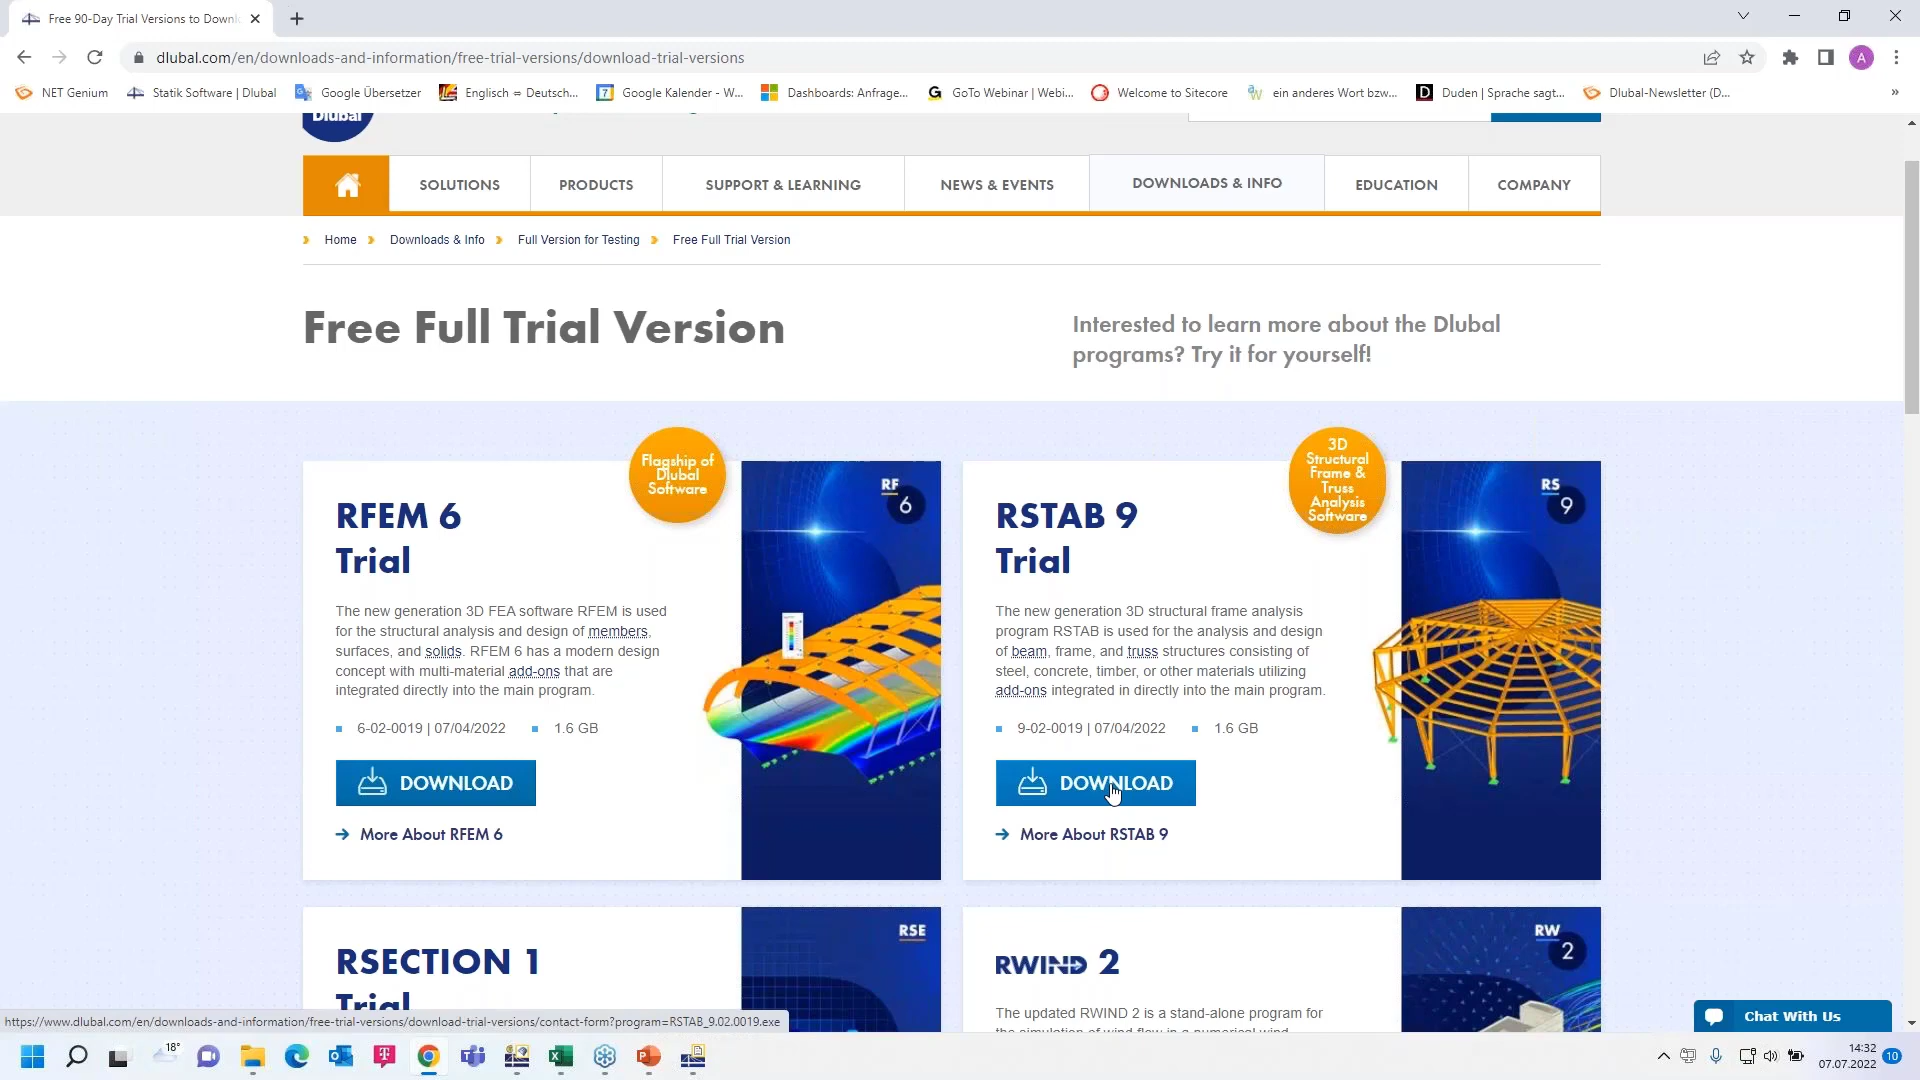 Free 90-Day Trial Versions to Downl
dlubal.com/en/downloads-and-information/free-trial-versions/download-trial-versions
A
NET Genium
Statik Software | Dlubal
Google Übersetzer
Englisch ⇔ Deutsch...
Google Kalender - W...
Dashboards: Anfrage...
GoTo Webinar | Webi...
Welcome to Sitecore
ein anderes Wort bzw...
Duden | Sprache sagt...
Dlubal-Newsletter (D...
»
Dlubal
SOLUTIONS
PRODUCTS
SUPPORT & LEARNING
NEWS & EVENTS
DOWNLOADS & INFO
EDUCATION
COMPANY
Home
Downloads & Info
Full Version for Testing
Free Full Trial Version
Free Full Trial Version
Interested to learn more about the Dlubal
programs? Try it for yourself!
Flagship of
Dlubal
Software
RF
6
RFEM 6
Trial
The new generation 3D FEA software RFEM is used
for the structural analysis and design of members,
surfaces, and solids. RFEM 6 has a modern design
concept with multi-material add-ons that are
integrated directly into the main program.
6-02-0019 | 07/04/2022
1.6 GB
DOWNLOAD
More About RFEM 6
3D
Structural
Frame &
Truss
Analysis
Software
RS
9
RSTAB 9
Trial
The new generation 3D structural frame analysis
program RSTAB is used for the analysis and design
of beam, frame, and truss structures consisting of
steel, concrete, timber, or other materials utilizing
add-ons integrated in directly into the main program.
9-02-0019 | 07/04/2022
1.6 GB
DOWNLOAD
More About RSTAB 9
RSECTION 1
Trial
RSE
RWIND 2
The updated RWIND 2 is a stand-alone program for
the simulation of wind flow in a numerical wind
RW
2
https://www.dlubal.com/en/downloads-and-information/free-trial-versions/download-trial-versions/contact-form?program=RSTAB_9.02.0019.exe
Chat With Us
18°
14:32
07.07.2022
10